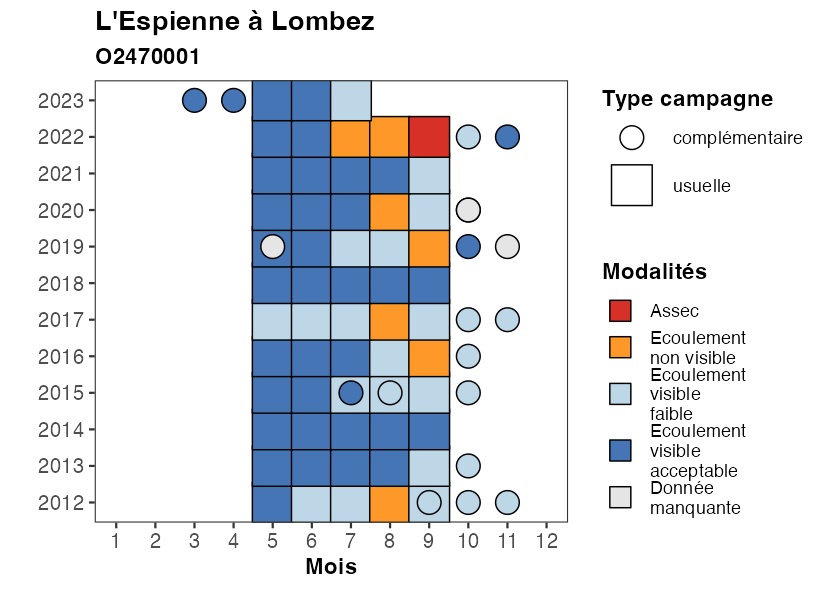 L'Espienne à Lombez
O2470001
2023
2022
2021
2020
2019
2018
2017
2016
2015
2014
2013
2012
1 2 3 4 5 6 7 8 9 10 11 12
Mois
Type campagne
complémentaire
usuelle
Modalités
Assec
Ecoulement
non visible
Ecoulement
visible
faible
Ecoulement
visible
acceptable
Donnée
manquante